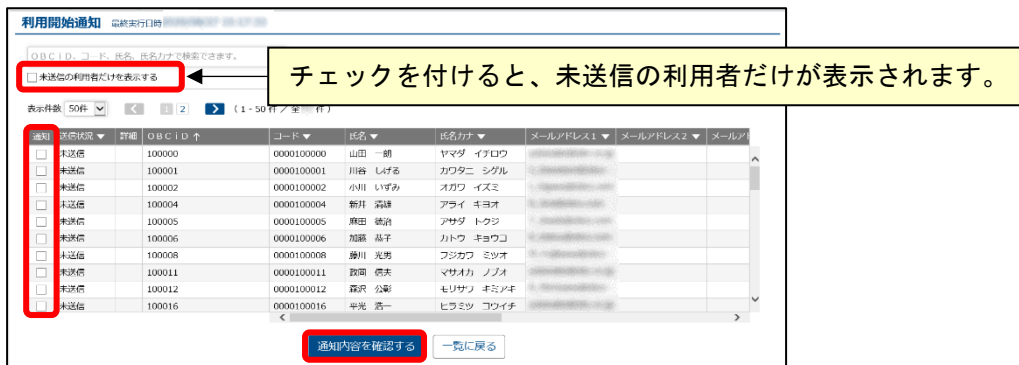 利用開始通知 最終実行日時
OBCiD、コード、氏名、氏名カナで検索できます。
未送信の利用者だけを表示する
チェックを付けると、未送信の利用者だけが表示されます。
表示件数 50件 1 2 (1-50件/全 件)
通知 送信状況▼ 詳細 OBCiD↑ コード▼ 氏名▼ 氏名カナ▼ メールアドレス1▼ メールアドレス2▼ メールアド
未送信 100000 0000100000 山田 一朗 ヤマダ イチロウ
未送信 100001 0000100001 川谷 しげる カワタニ シゲル
未送信 100002 0000100002 小川 いずみ オガワ イズミ
未送信 100004 0000100004 新井 清雄 アライ キヨオ
未送信 100005 0000100005 麻田 徳治 アサダ トクジ
未送信 100006 0000100006 加藤 恭子 カトウ キョウコ
未送信 100008 0000100008 藤川 光男 フジカワ ミツオ
未送信 100011 0000100011 政岡 信夫 マサオカ ノブオ
未送信 100012 0000100012 森沢 公彰 モリサワ キミアキ
未送信 100016 0000100016 平光 浩一 ヒラミツ コウイチ
通知内容を確認する 一覧に戻る